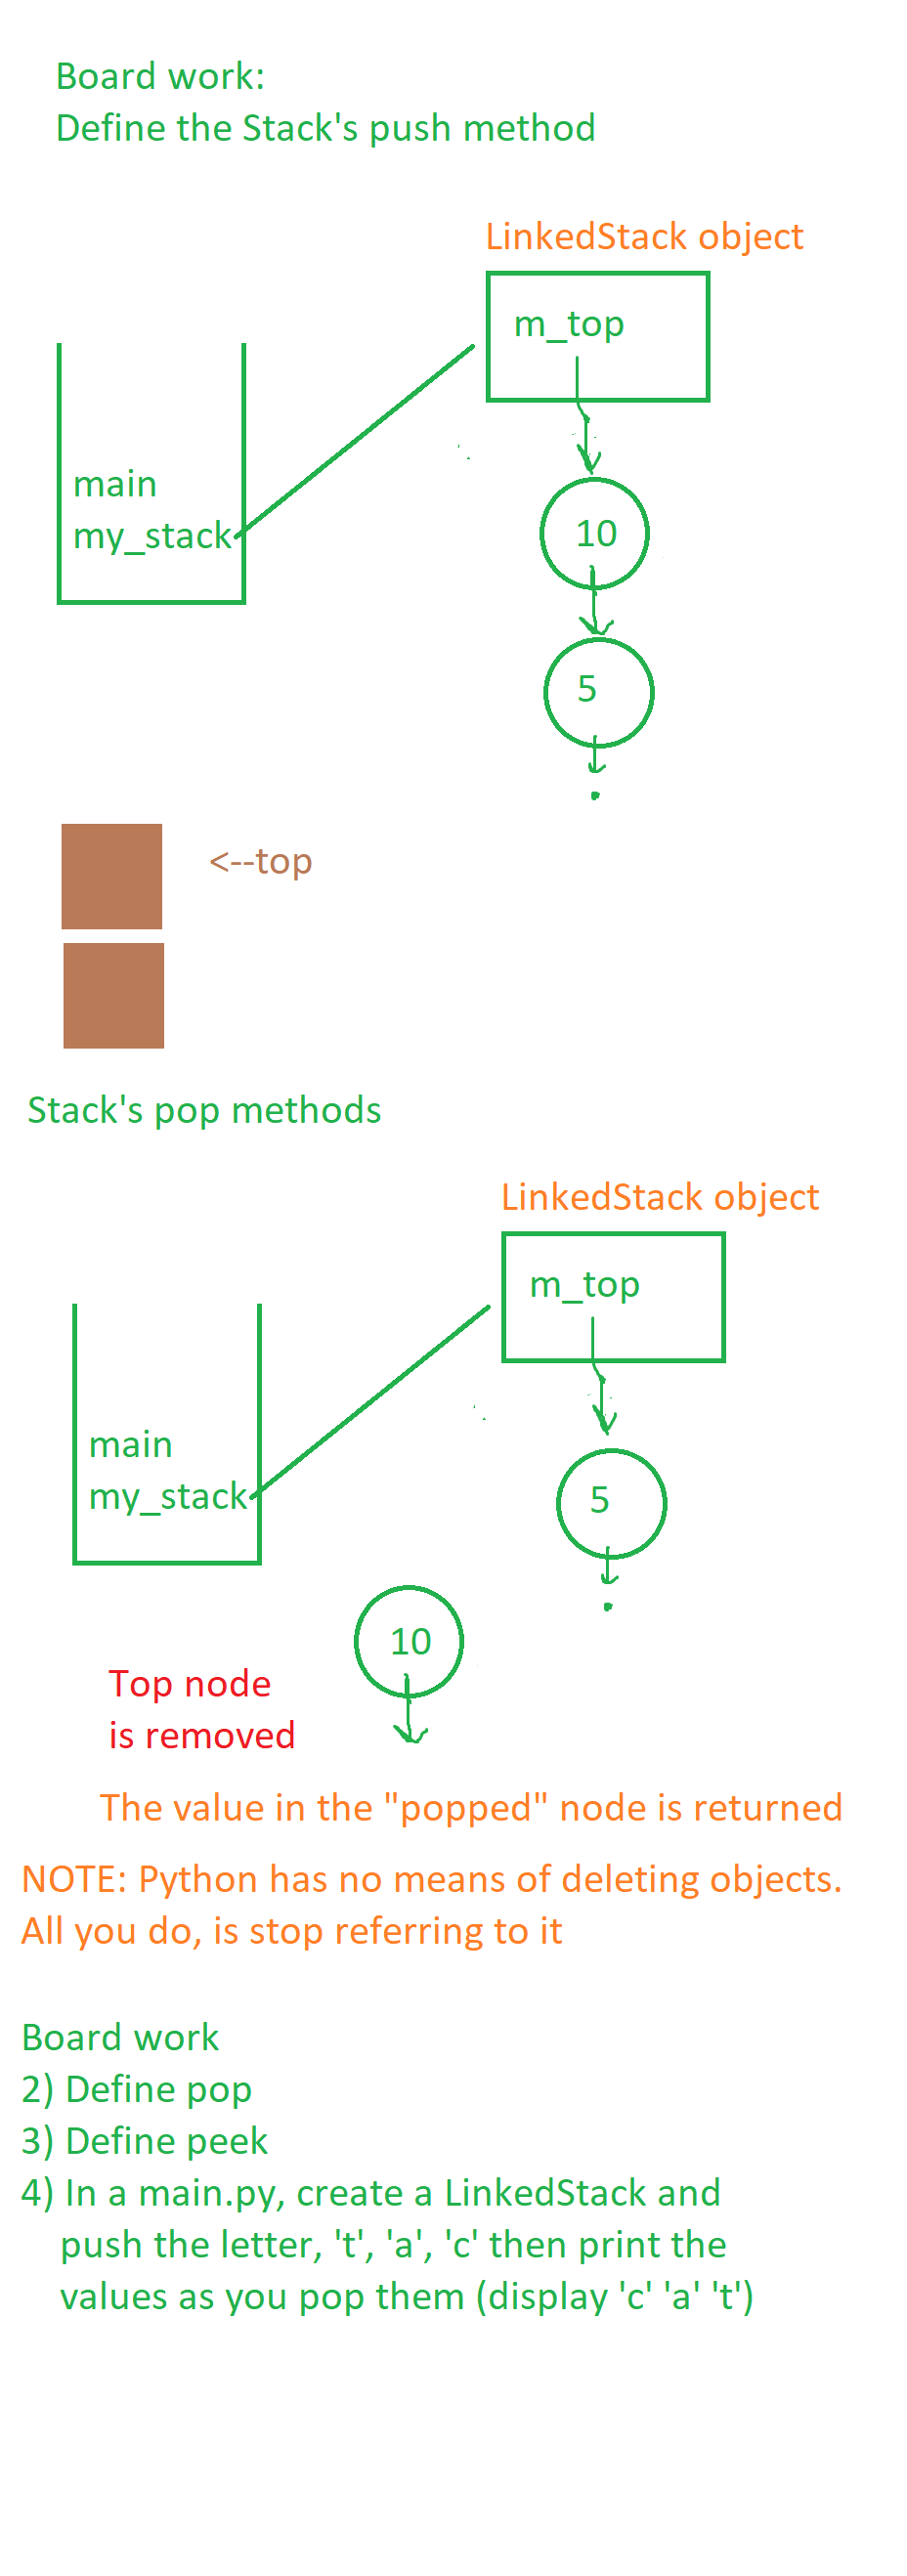 Board work:
Define the Stack's push method
LinkedStack object
m_top
main
my_stack
10
5
<--top
Stack's pop methods
LinkedStack object
m_top
main
my_stack
5
10
Top node
is removed
The value in the "popped" node is returned
NOTE: Python has no means of deleting objects.
All you do, is stop referring to it
Board work
2) Define pop
3) Define peek
4) In a main.py, create a LinkedStack and
push the letter, 't', 'a', 'c' then print the
values as you pop them (display 'c' 'a' 't')